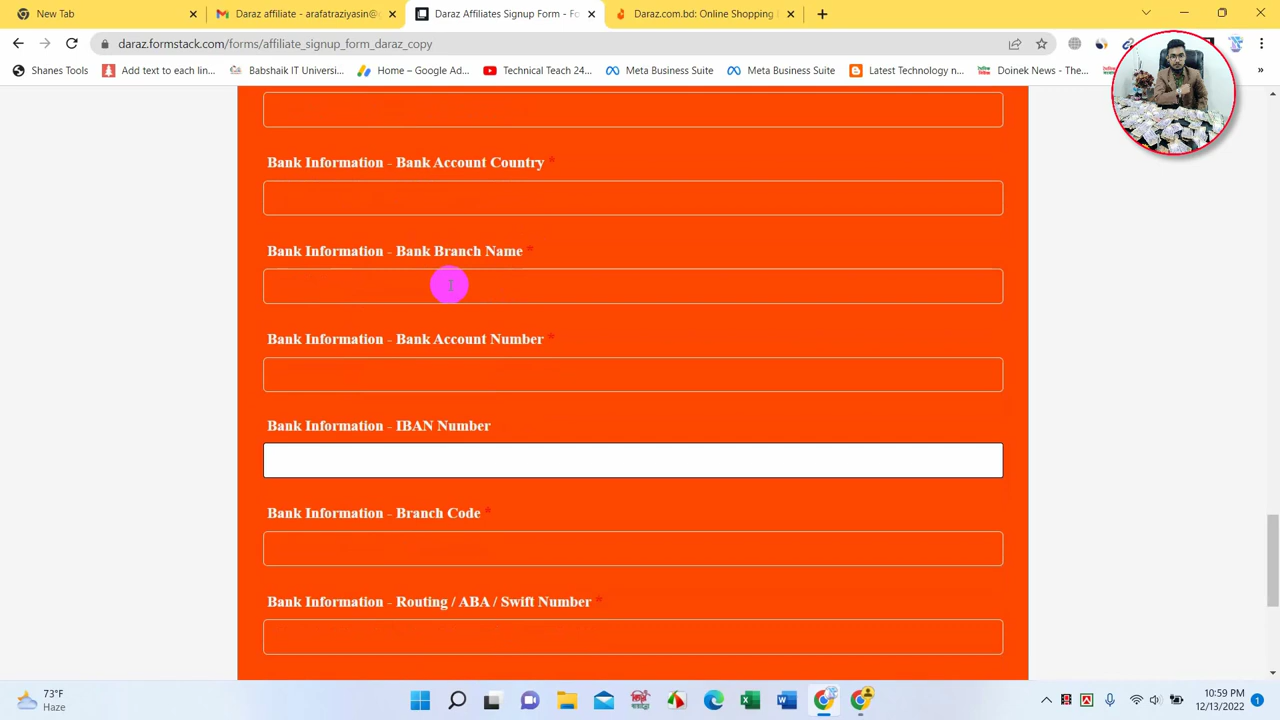 New Tab
Daraz affiliate - arafatraziyasin@
Daraz Affiliates Signup Form - Fo
Daraz.com.bd: Online Shopping
daraz.formstack.com/forms/affiliate_signup_form_daraz_copy
Shanes Tools
Add text to each lin...
Babshaik IT Universi...
Home – Google Ad...
Technical Teach 24...
Meta Business Suite
Meta Business Suite
Latest Technology n...
Doinek News - The...
»
Bank Information - Bank Account Country *
Bank Information - Bank Branch Name *
Bank Information - Bank Account Number *
Bank Information - IBAN Number
Bank Information - Branch Code *
Bank Information - Routing / ABA / Swift Number *
73°F
Haze
10:59 PM
12/13/2022
1